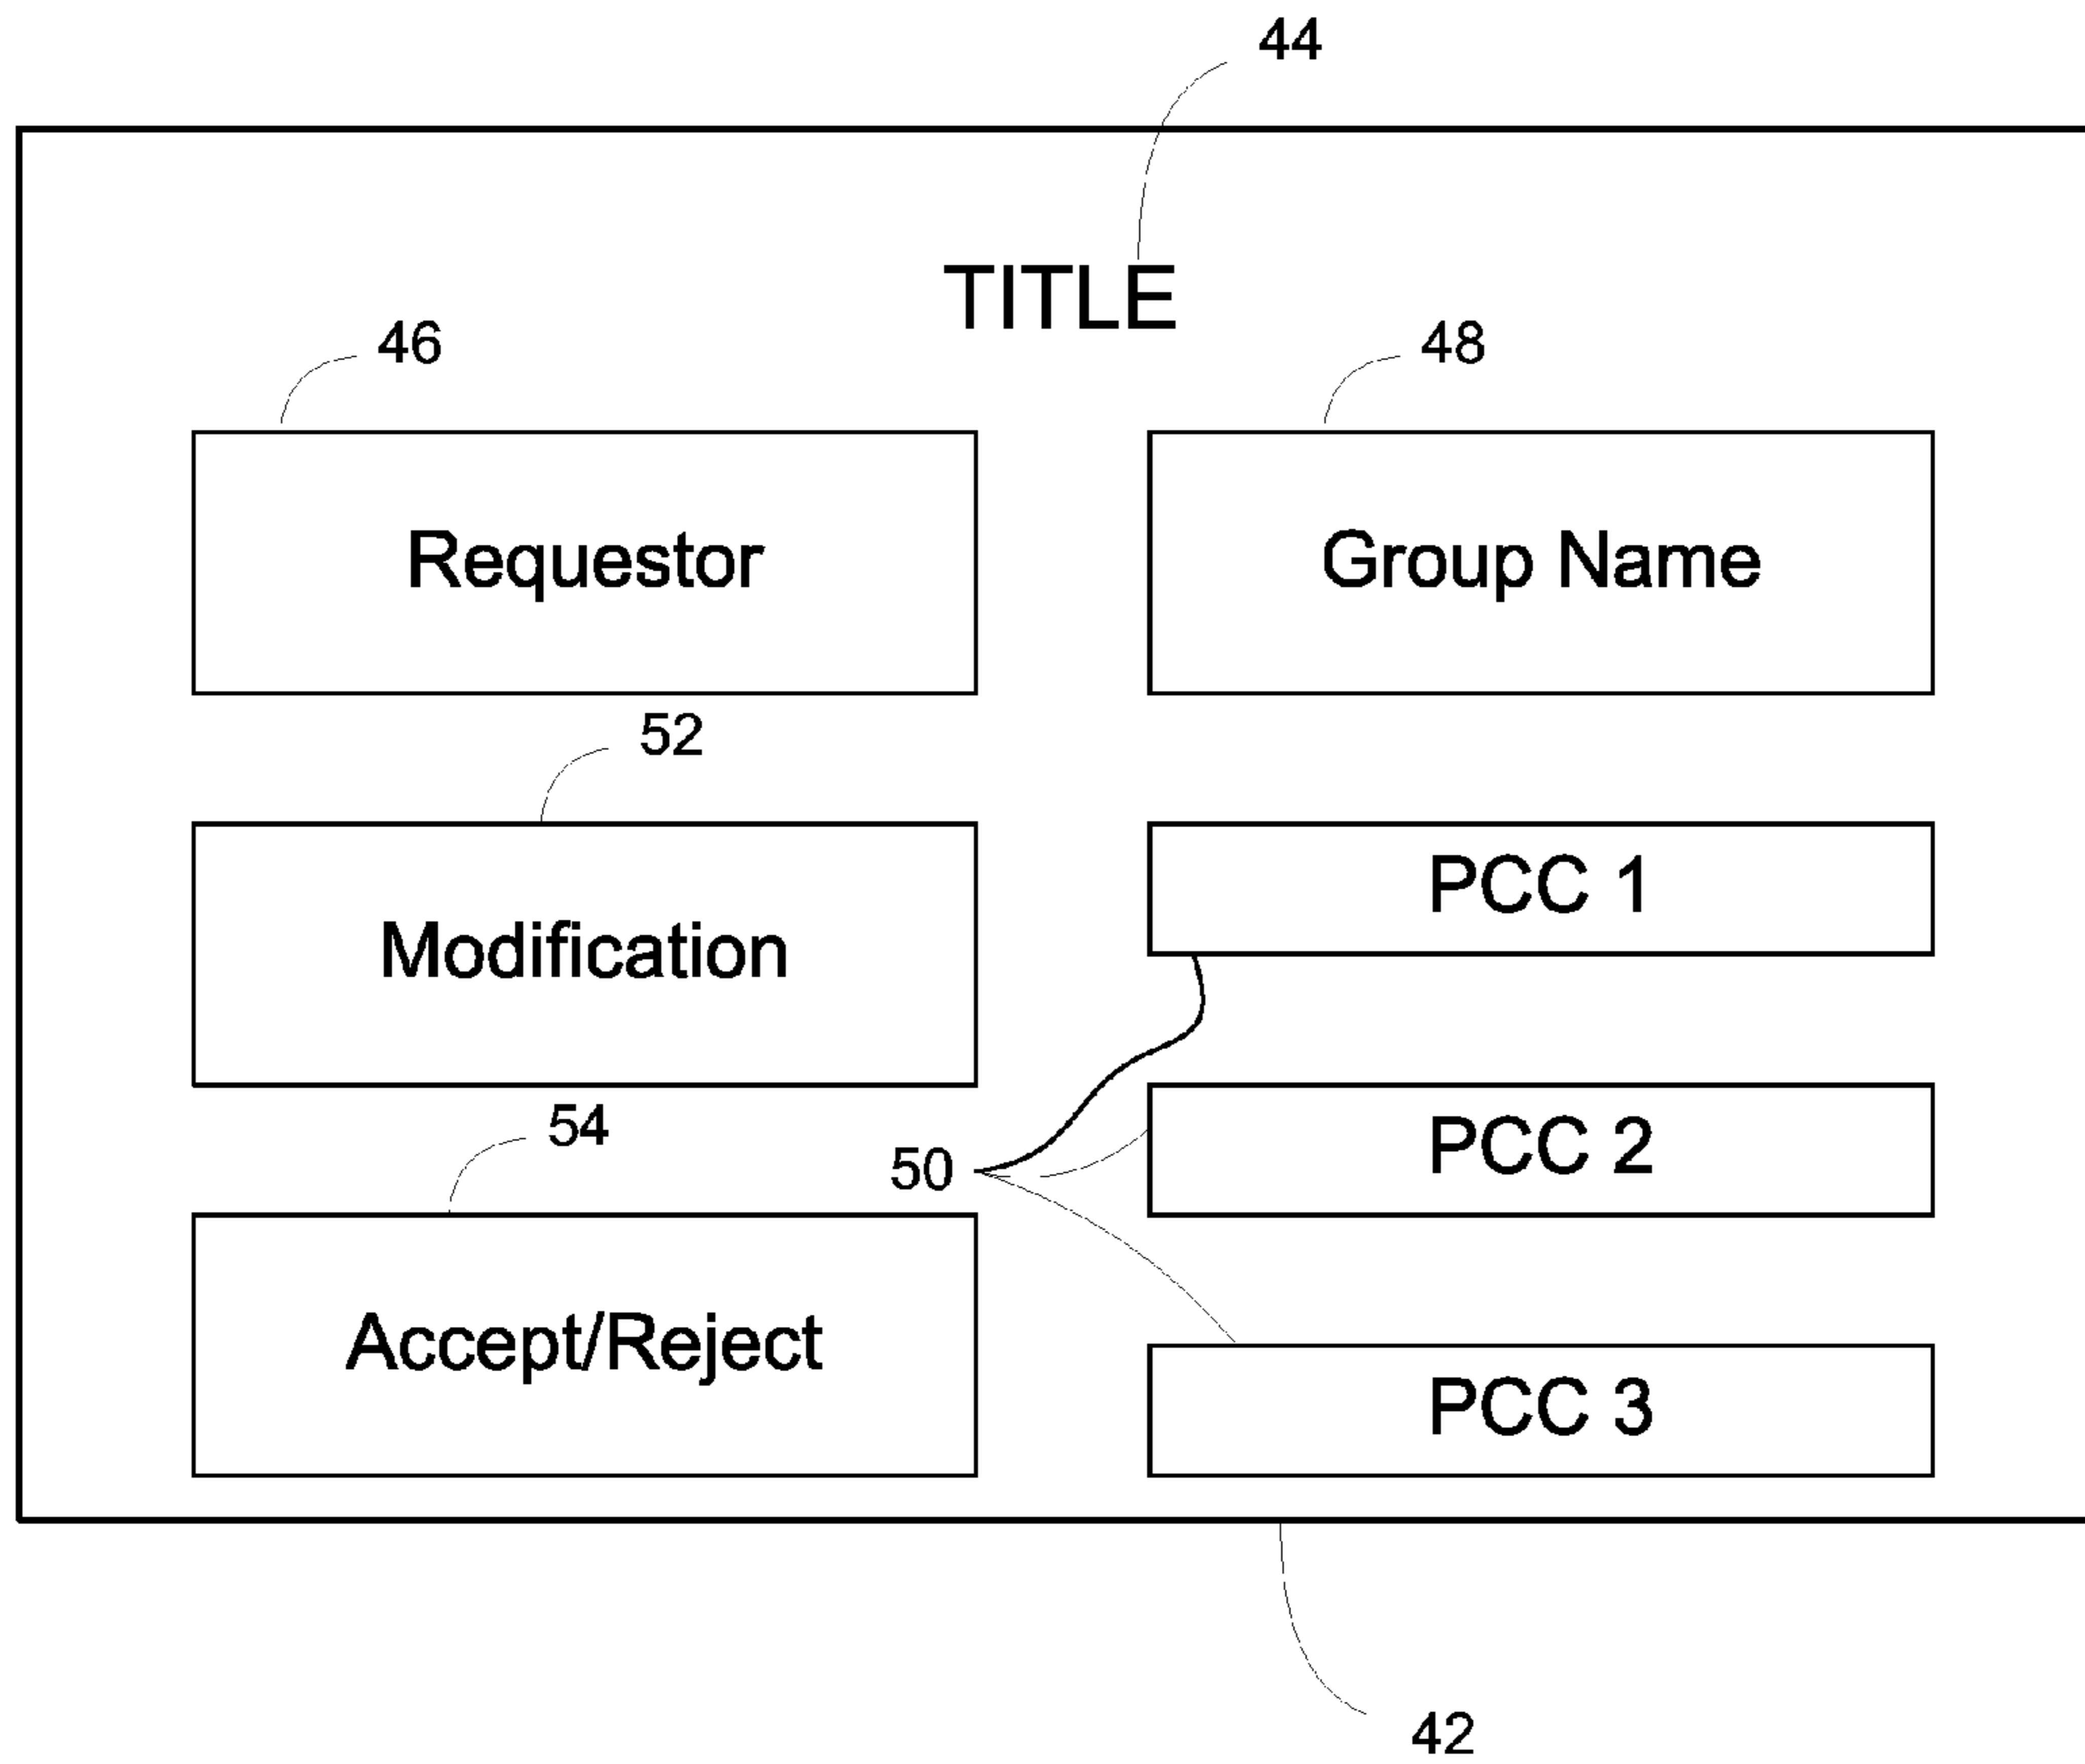 44
TITLE
46
48
Requestor
Group Name
52
Modification
PCC 1
54
50
PCC 2
Accept/Reject
PCC 3
42